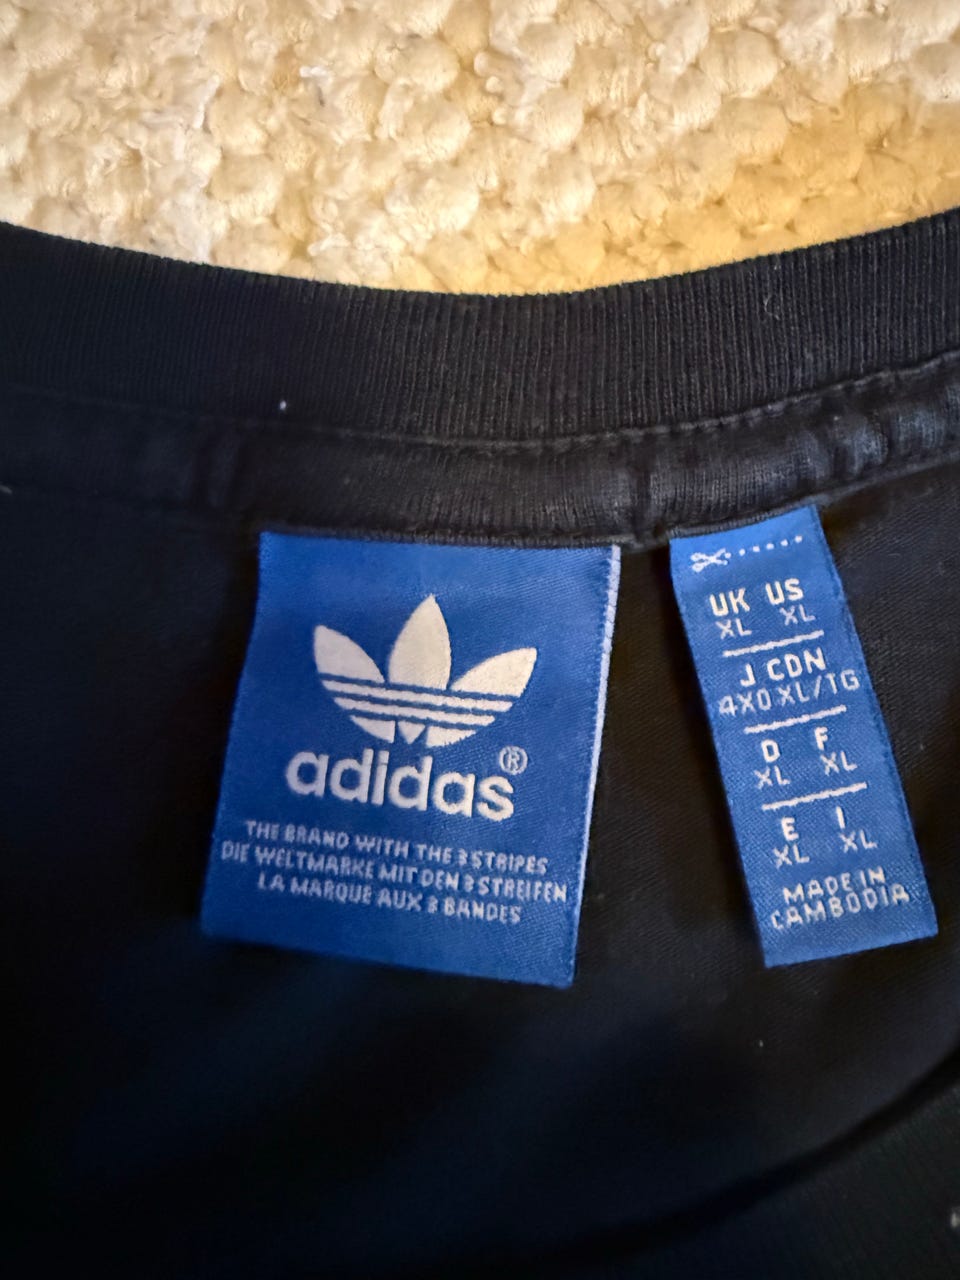 adidas®
THE BRAND WITH THE 3 STRIPES
DIE WELTMARKE MIT DEN 3 STREIFEN
LA MARQUE AUX 3 BANDES
UK US
XL XL
J CDN
4XO XL/TG
D F
XL XL
E I
XL XL
MADE IN
CAMBODIA